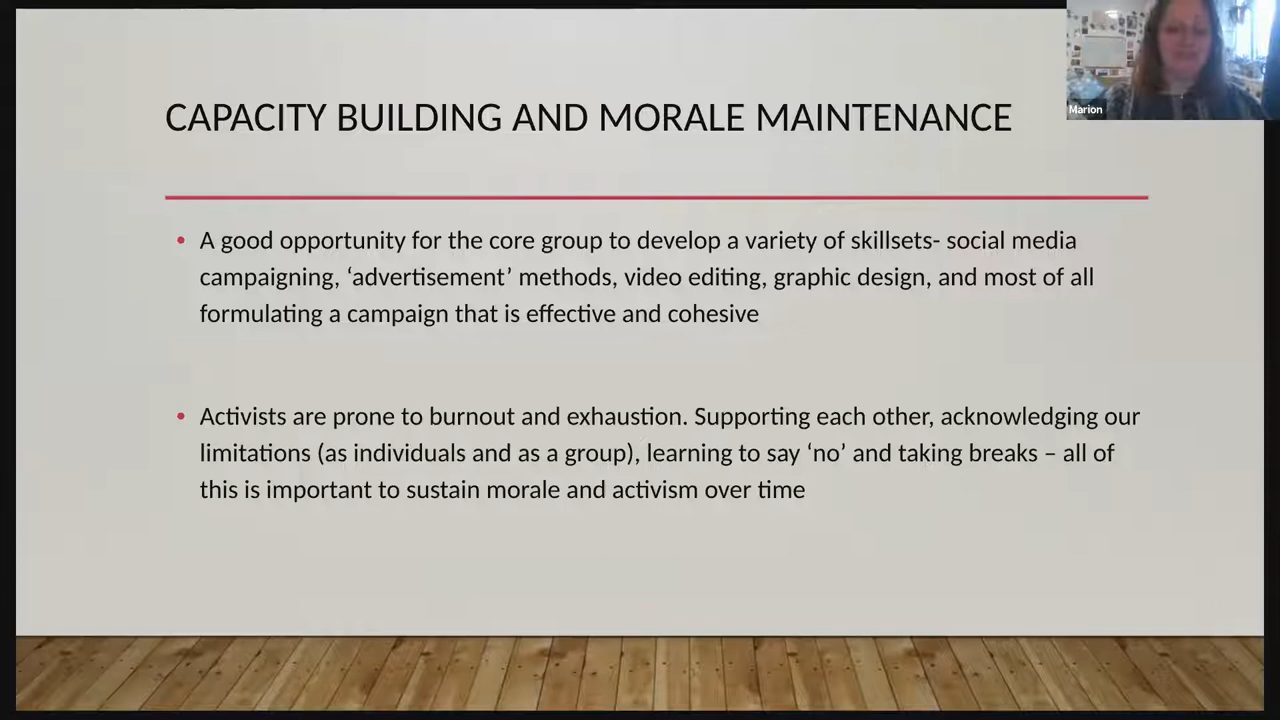 CAPACITY BUILDING AND MORALE MAINTENANCE
Marion
• A good opportunity for the core group to develop a variety of skillsets- social media
campaigning, ‘advertisement’ methods, video editing, graphic design, and most of all
formulating a campaign that is effective and cohesive
• Activists are prone to burnout and exhaustion. Supporting each other, acknowledging our
limitations (as individuals and as a group), learning to say ‘no’ and taking breaks – all of
this is important to sustain morale and activism over time